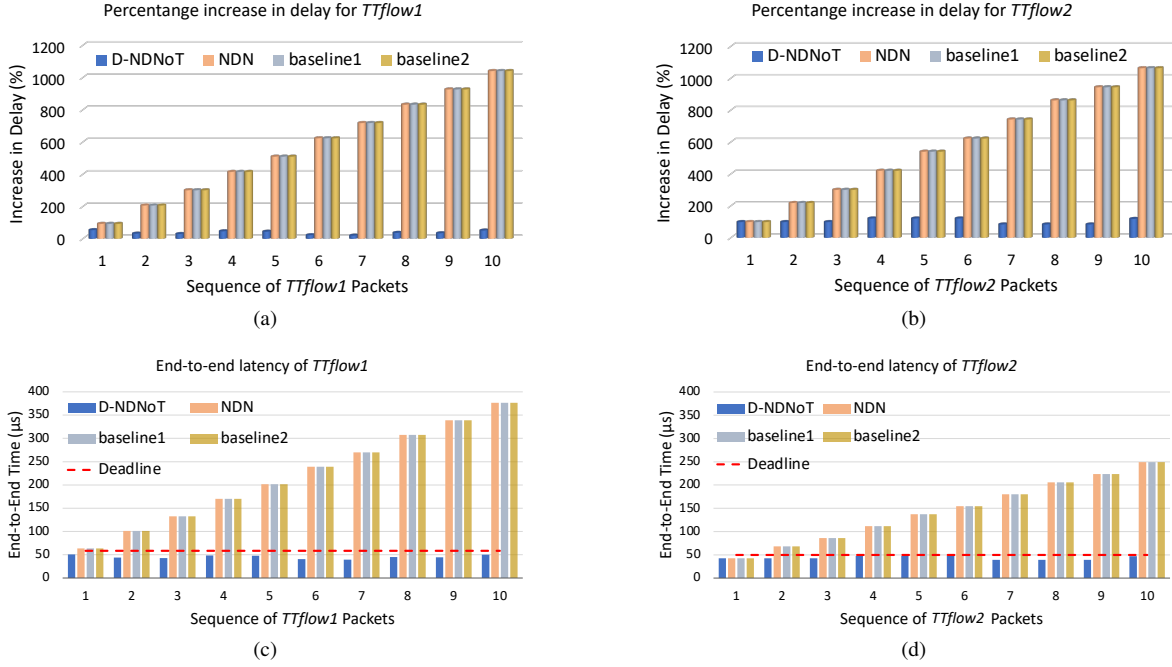 Percentange increase in delay for TTflow1
Increase in Delay (%)
1200
1000
800
600
400
200
0
D-NDNoT NDN baseline1 baseline2
1 2 3 4 5 6 7 8 9 10
Sequence of TTflow1 Packets
(a)
Percentage increase in delay for TTflow2
Increase in Delay (%)
1200
1000
800
600
400
200
0
D-NDNoT NDN baseline1 baseline2
1 2 3 4 5 6 7 8 9 10
Sequence of TTflow2 Packets
(b)
End-to-end latency of TTflow1
End-to-End Time (µs)
400
350
300
250
200
150
100
50
0
D-NDNoT NDN
baseline1 baseline2
Deadline
1 2 3 4 5 6 7 8 9 10
Sequence of TTflow1 Packets
(c)
End-to-end latency of TTflow2
End-to-End Time (µs)
400
350
300
250
200
150
100
50
0
D-NDNoT NDN
baseline1 baseline2
Deadline
1 2 3 4 5 6 7 8 9 10
Sequence of TTflow2 Packets
(d)